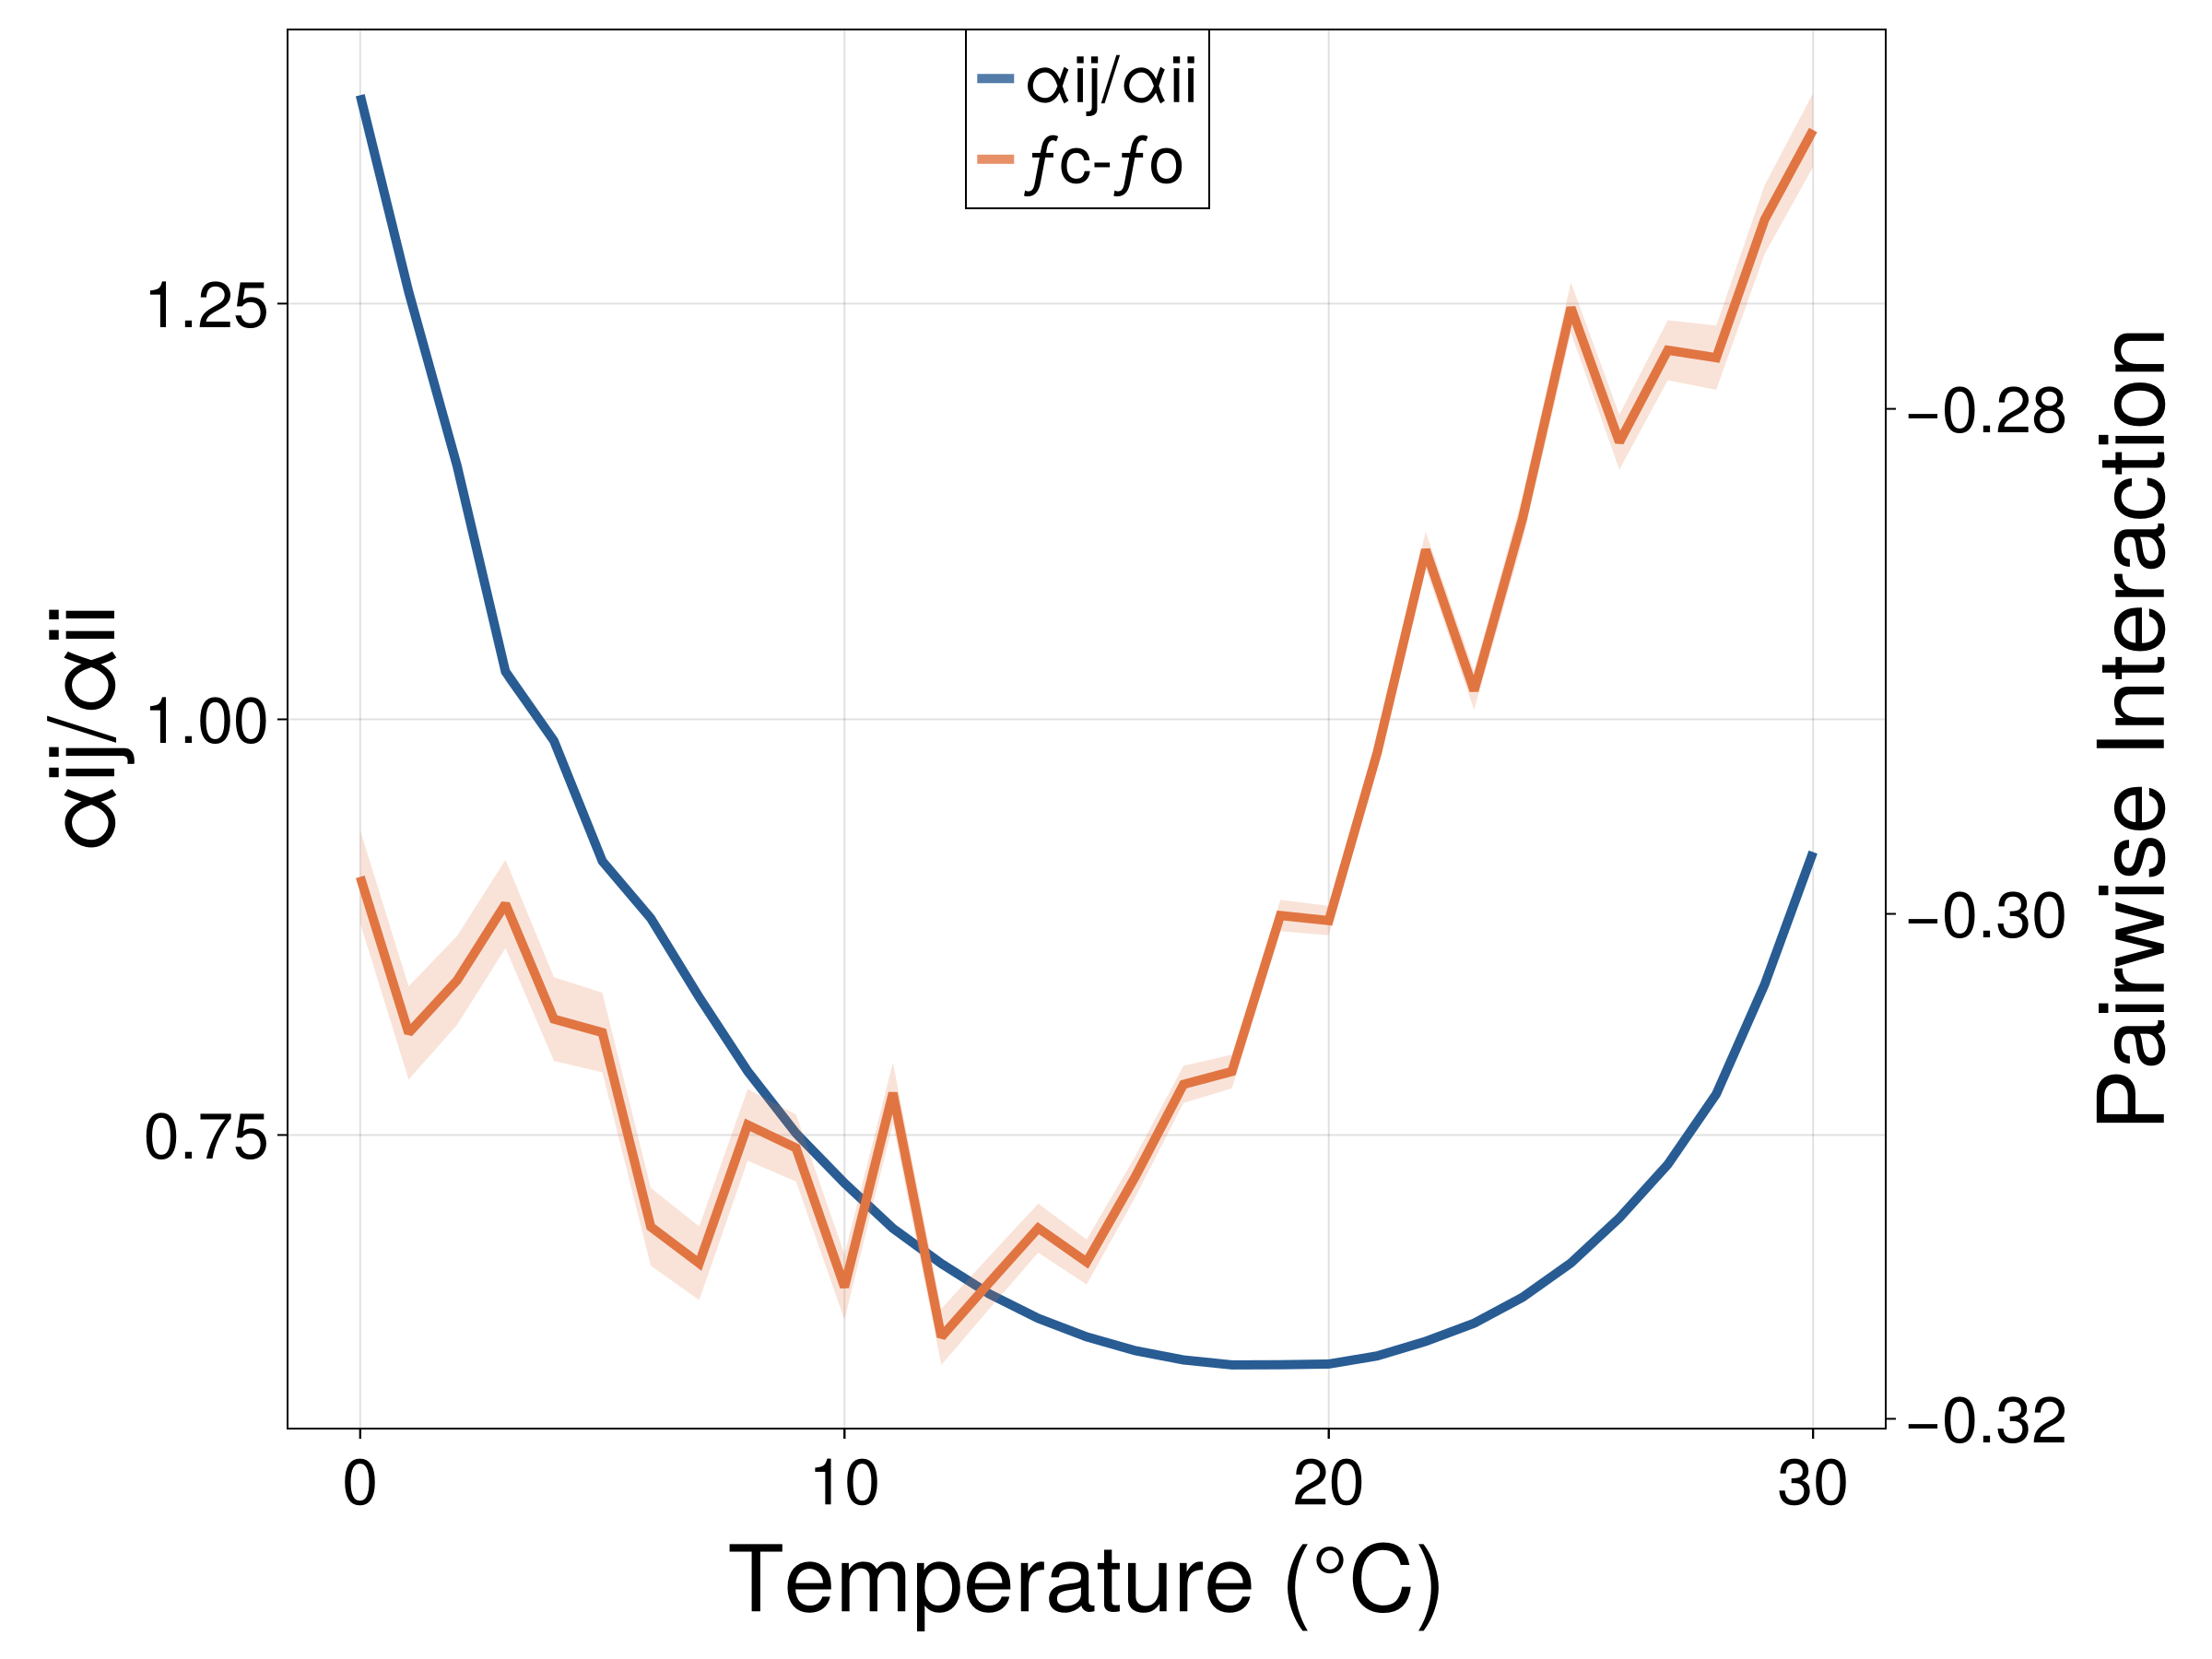 αij/αii
ƒc-ƒo
1.25
1.00
0.75
αij/αii
−0.28
−0.30
−0.32
Pairwise Interaction
0 10 20 30
Temperature (°C)